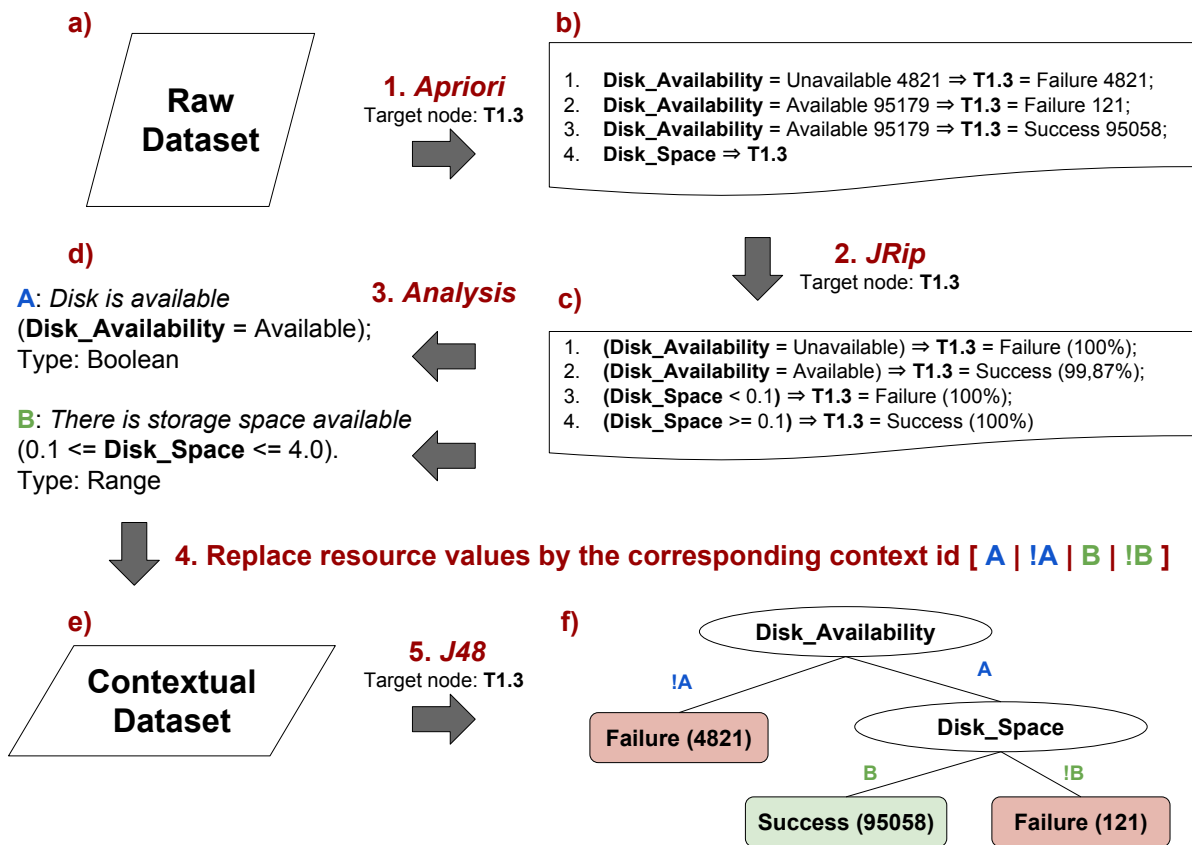 a)
Raw
Dataset
1. Apriori
Target node: T1.3
b)
1. Disk_Availability = Unavailable 4821 ⇒ T1.3 = Failure 4821;
2. Disk_Availability = Available 95179 ⇒ T1.3 = Failure 121;
3. Disk_Availability = Available 95179 ⇒ T1.3 = Success 95058;
4. Disk_Space ⇒ T1.3
2. JRip
Target node: T1.3
c)
1. (Disk_Availability = Unavailable) ⇒ T1.3 = Failure (100%);
2. (Disk_Availability = Available) ⇒ T1.3 = Success (99,87%);
3. (Disk_Space < 0.1) ⇒ T1.3 = Failure (100%);
4. (Disk_Space >= 0.1) ⇒ T1.3 = Success (100%)
3. Analysis
d)
A: Disk is available
(Disk_Availability = Available);
Type: Boolean
B: There is storage space available
(0.1 <= Disk_Space <= 4.0).
Type: Range
4. Replace resource values by the corresponding context id [ A | !A | B | !B ]
e)
Contextual
Dataset
5. J48
Target node: T1.3
f)
Disk_Availability
!A
A
Failure (4821)
Disk_Space
B
!B
Success (95058)
Failure (121)